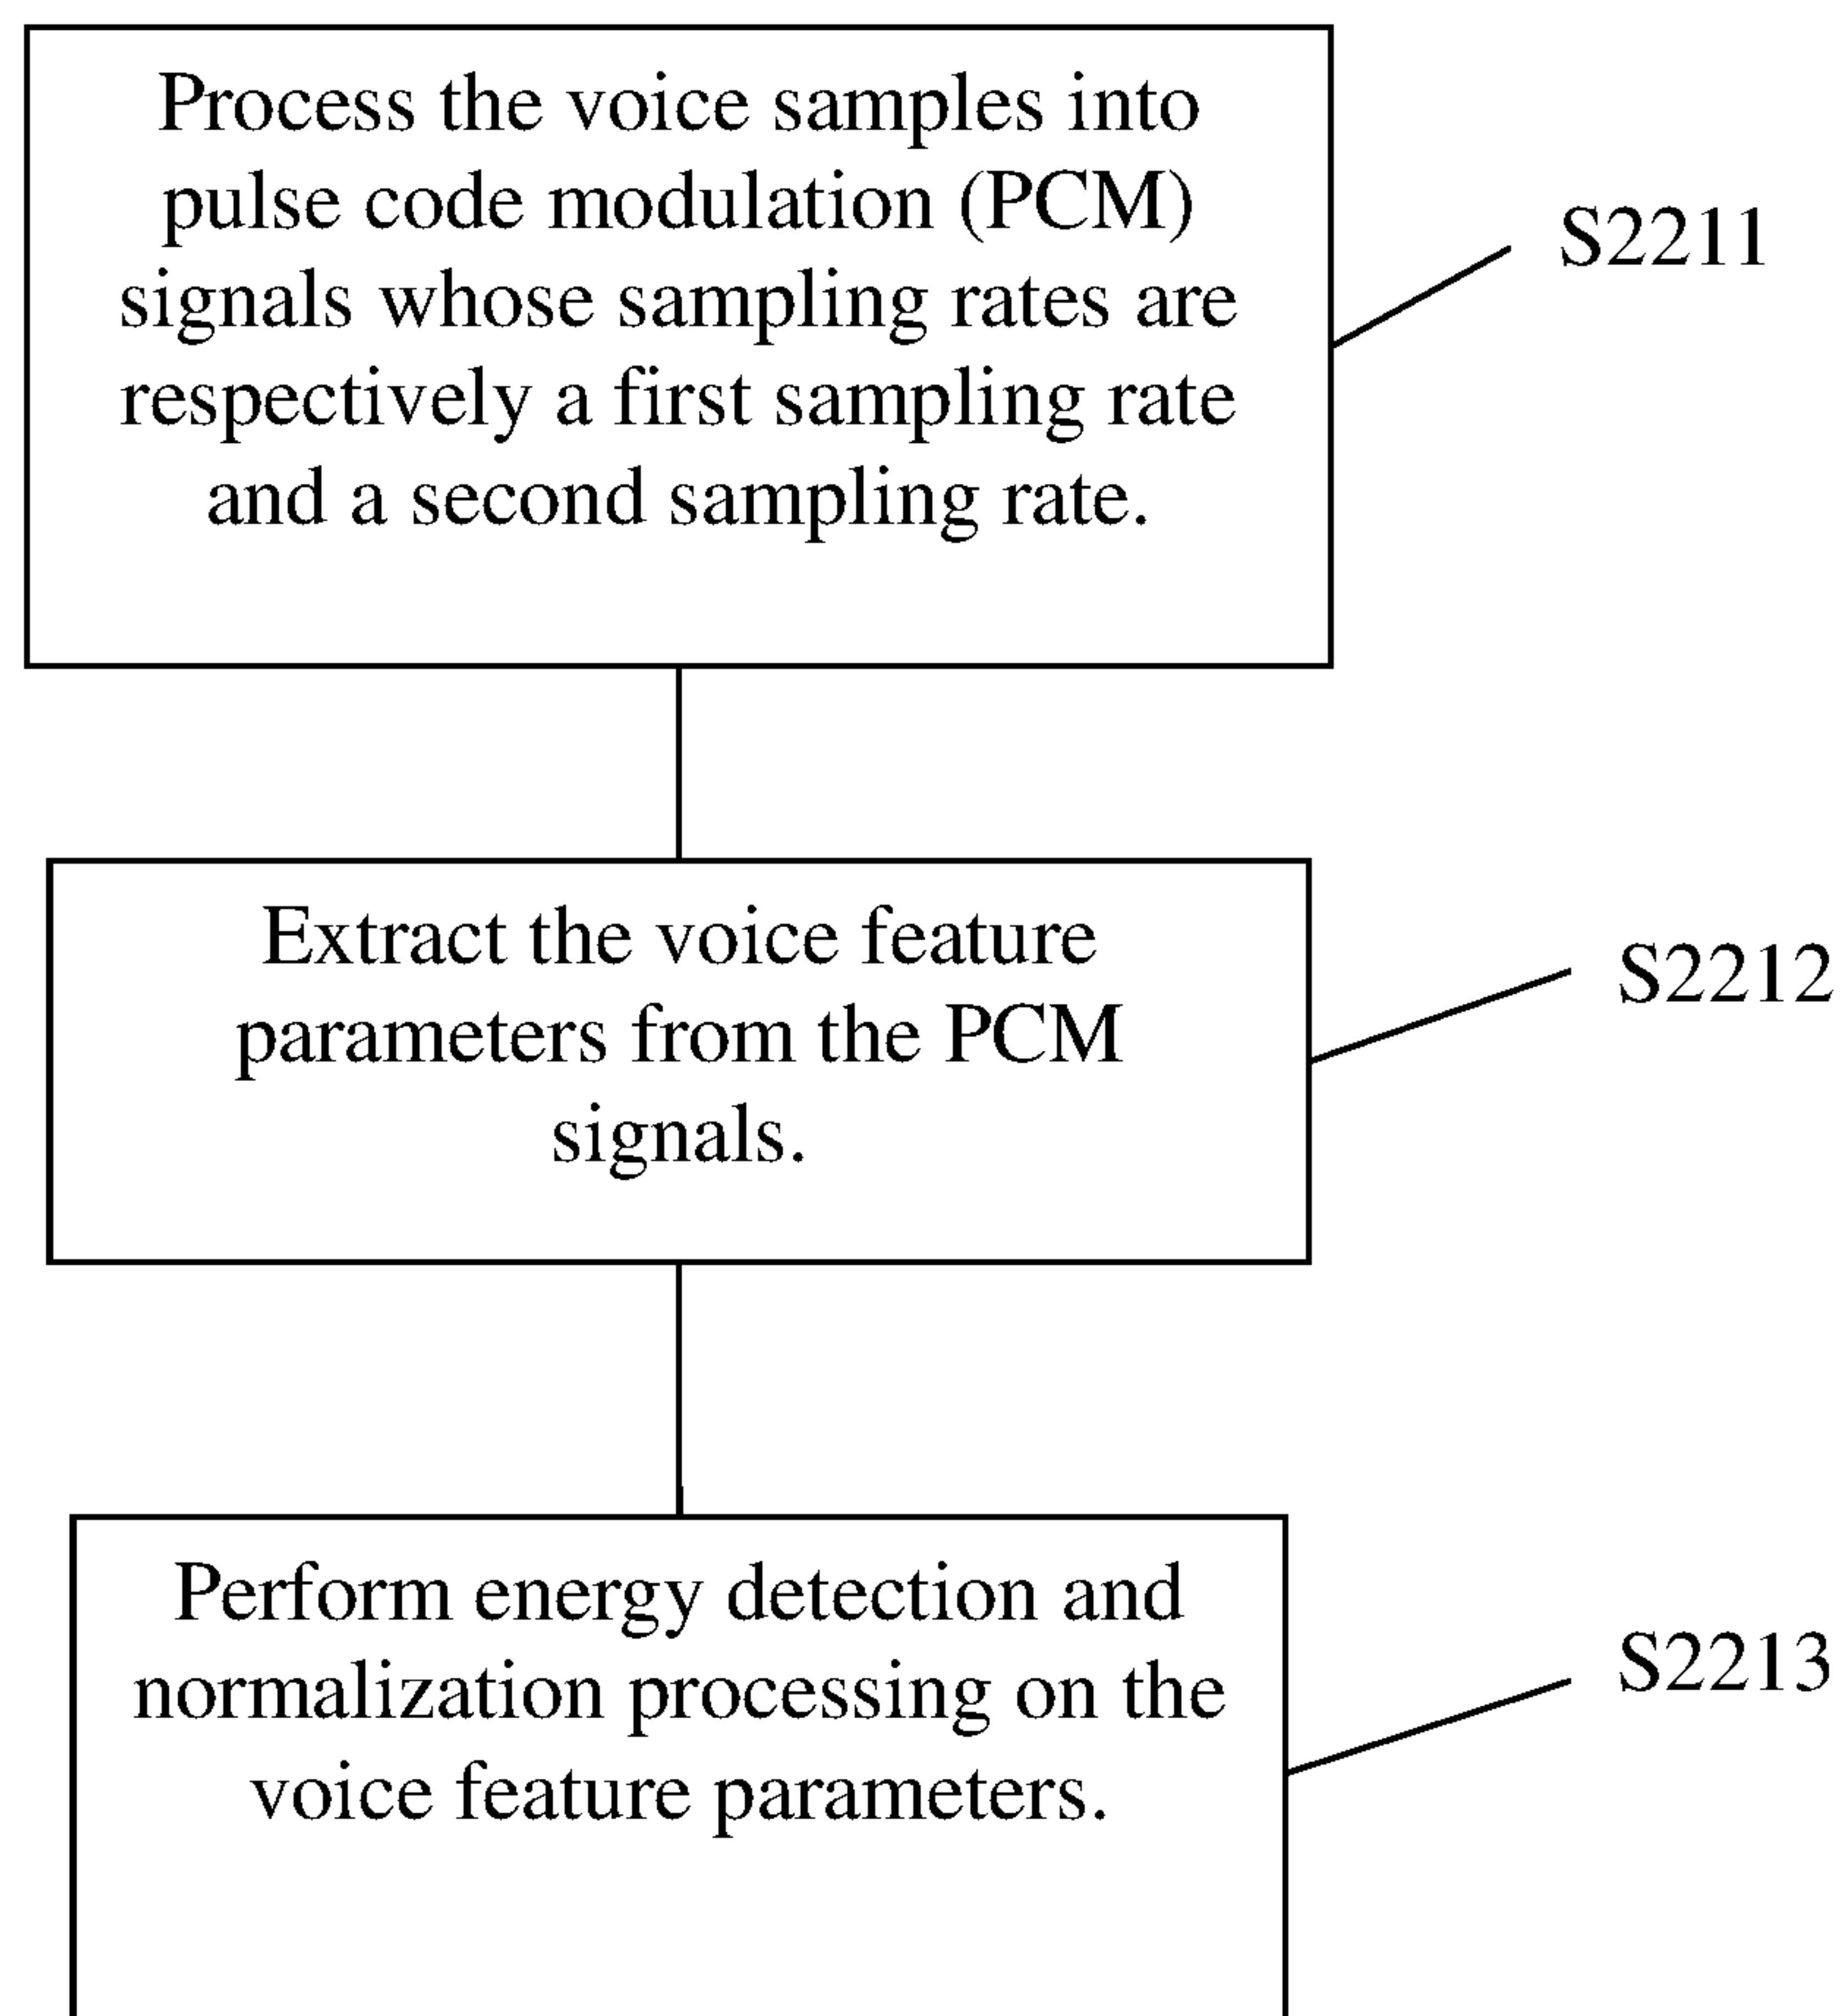 Process the voice samples into
pulse code modulation (PCM)
signals whose sampling rates are
respectively a first sampling rate
and a second sampling rate.
S2211
Extract the voice feature
parameters from the PCM
signals.
S2212
Perform energy detection and
normalization processing on the
voice feature parameters.
S2213